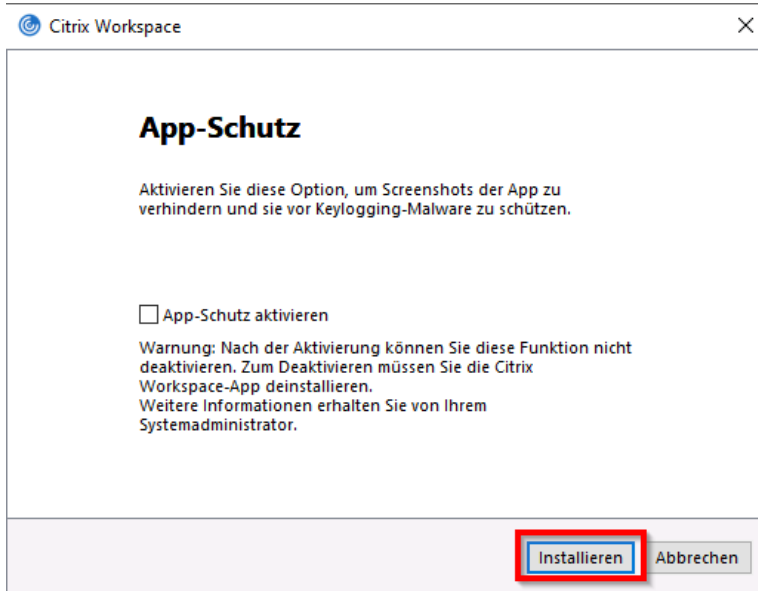 Citrix Workspace
App-Schutz
Aktivieren Sie diese Option, um Screenshots der App zu
verhindern und sie vor Keylogging-Malware zu schützen.
App-Schutz aktivieren
Warnung: Nach der Aktivierung können Sie diese Funktion nicht
deaktivieren. Zum Deaktivieren müssen Sie die Citrix
Workspace-App deinstallieren.
Weitere Informationen erhalten Sie von Ihrem
Systemadministrator.
Installieren Abbrechen